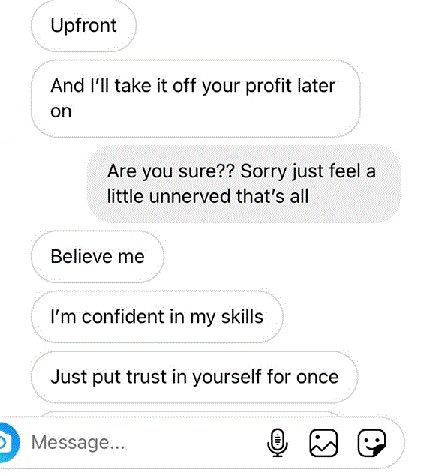 Upfront
And I'll take it off your profit later
on
Are you sure?? Sorry just feel a
little unnerved that's all
Believe me
I'm confident in my skills
Just put trust in yourself for once
Message...